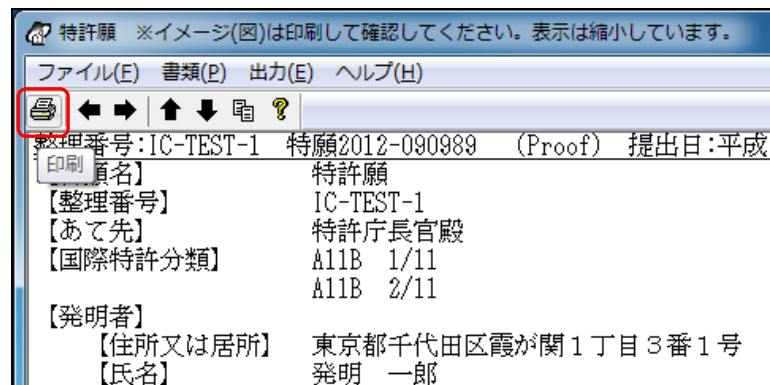 特許願 ※イメージ(図)は印刷して確認してください。表示は縮小しています。
ファイル(F) 書類(P) 出力(E) ヘルプ(H)
整理番号:IC-TEST-1 特願2012-090989 (Proof) 提出日:平成
印刷
願名】 特許願
【整理番号】 IC-TEST-1
【あて先】 特許庁長官殿
【国際特許分類】 A11B 1/11
A11B 2/11
【発明者】
【住所又は居所】 東京都千代田区霞が関1丁目3番1号
【氏名】 発明 一郎